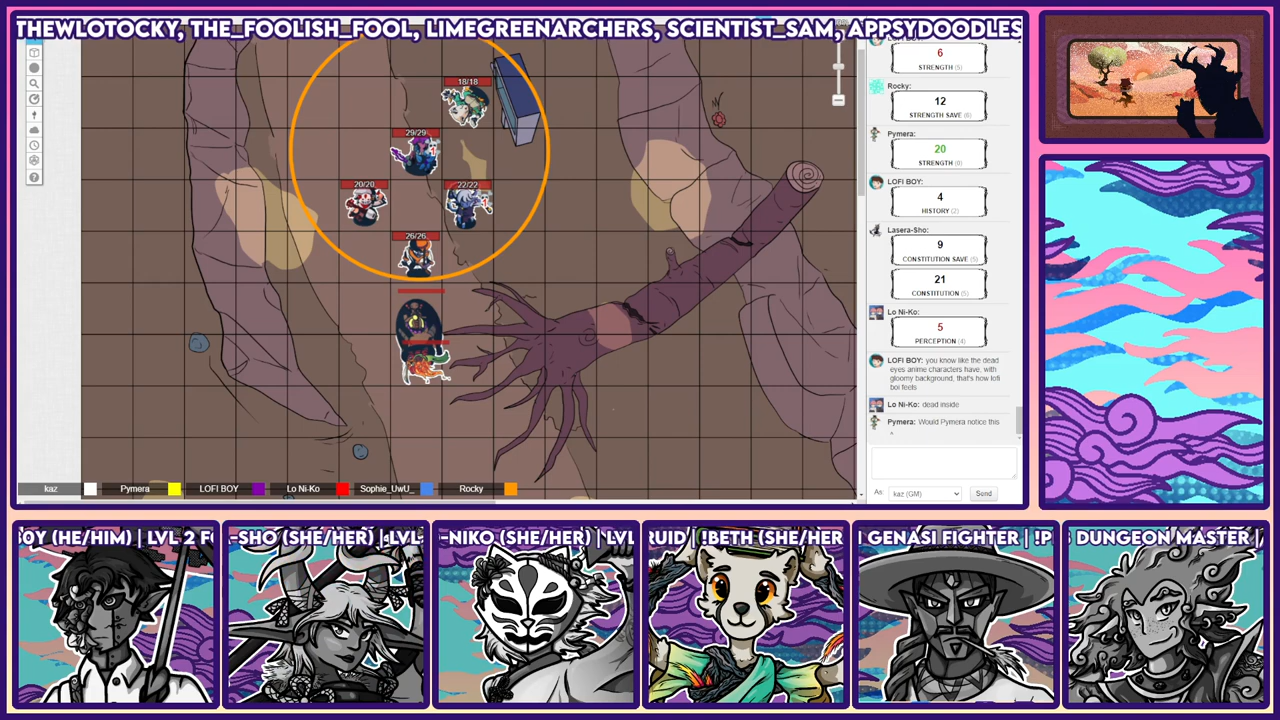 THEWLOTOCKY, THE_FOOLISH_FOOL, LIMEGREENARCHERS, SCIENTIST_SAM, APPSYDOODLES
18/18
29/29
20/20
22/22
26/26
6
STRENGTH (5)
Rocky:
12
STRENGTH SAVE (6)
Pymera:
20
STRENGTH (0)
LOFI BOY:
4
HISTORY (2)
Lasera-Sho:
9
CONSTITUTION SAVE (5)
21
CONSTITUTION (5)
Lo Ni-Ko:
5
PERCEPTION (4)
LOFI BOY: you know like the dead
eyes anime characters have, with
gloomy background, that's how lofi
boi feels
Lo Ni-Ko: dead inside
Pymera: Would Pymera notice this
As:
kaz (GM)
Send
kaz
Pymera
LOFI BOY
Lo Ni-Ko
Sophie_UwU_
Rocky
BOY (HE/HIM) | LVL 2 FO
-SHO (SHE/HER) | LVL
-NIKO (SHE/HER) | LVL
RUID | !BETH (SHE/HER
I GENASI FIGHTER | !P
DUNGEON MASTER